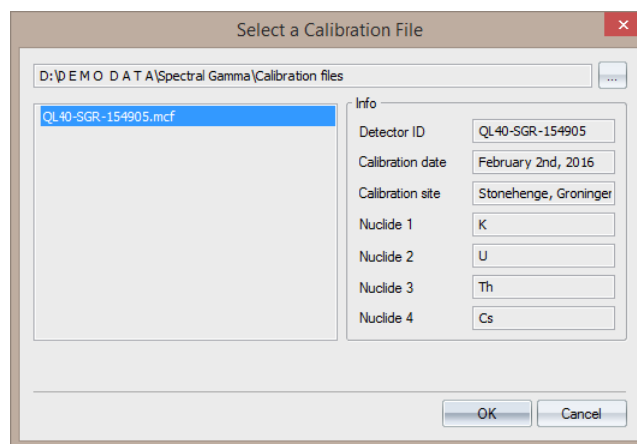 Select a Calibration File
D:\D E M O D A T A\Spectral Gamma\Calibration files
...
QL40-SGR-154905.mcf
Info
Detector ID QL40-SGR-154905
Calibration date February 2nd, 2016
Calibration site Stonehenge, Groninger
Nuclide 1 K
Nuclide 2 U
Nuclide 3 Th
Nuclide 4 Cs
OK Cancel